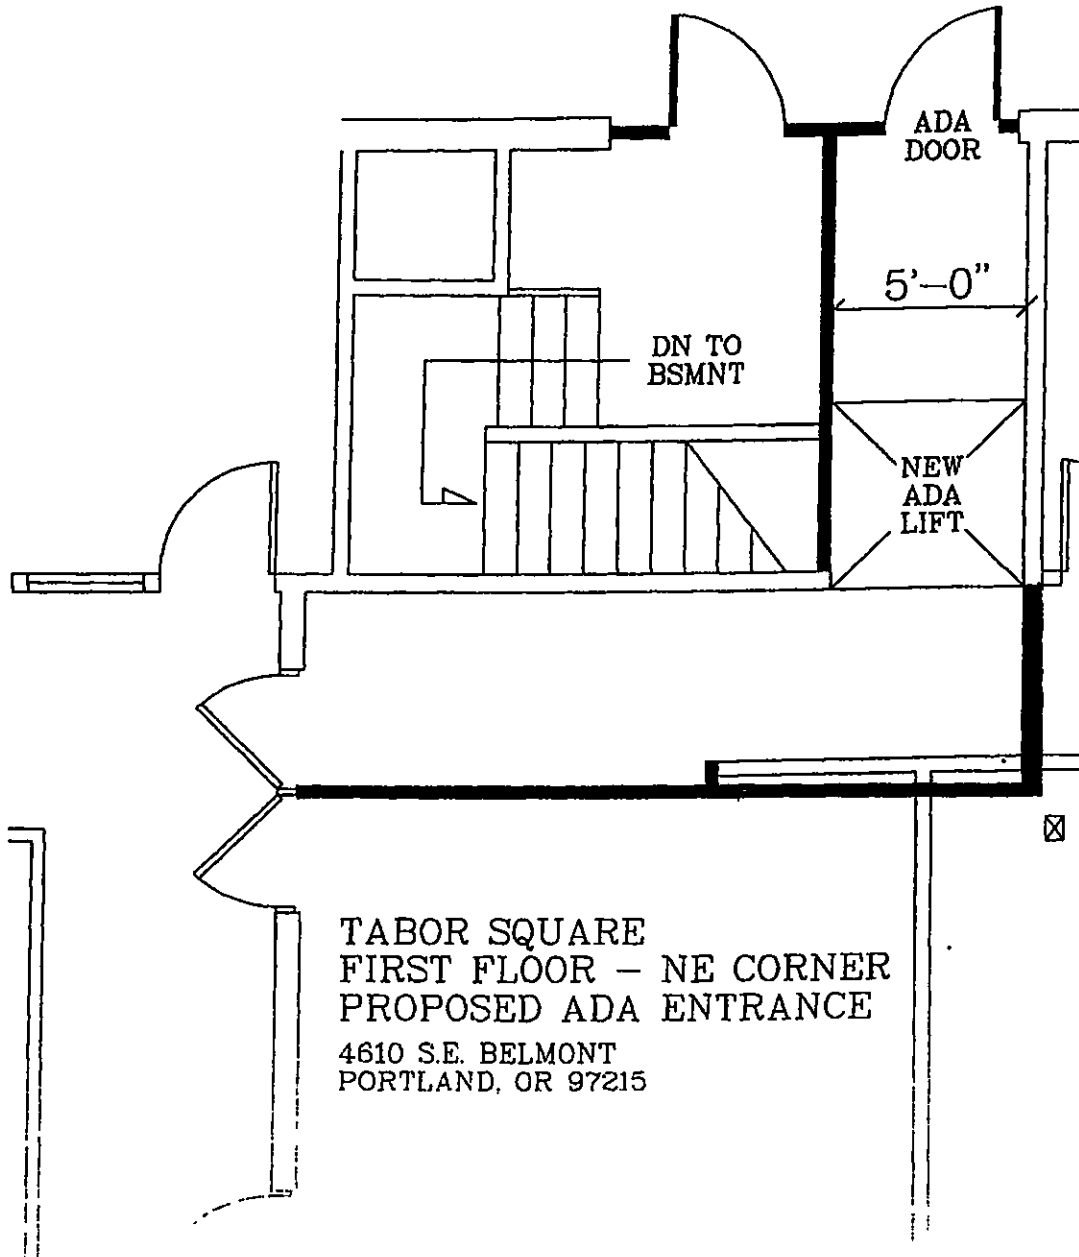 ADA
DOOR
5'-0"
DN TO
BSMNT
NEW
ADA
LIFT
TABOR SQUARE
FIRST FLOOR - NE CORNER
PROPOSED ADA ENTRANCE
4610 S.E. BELMONT
PORTLAND, OR 97215